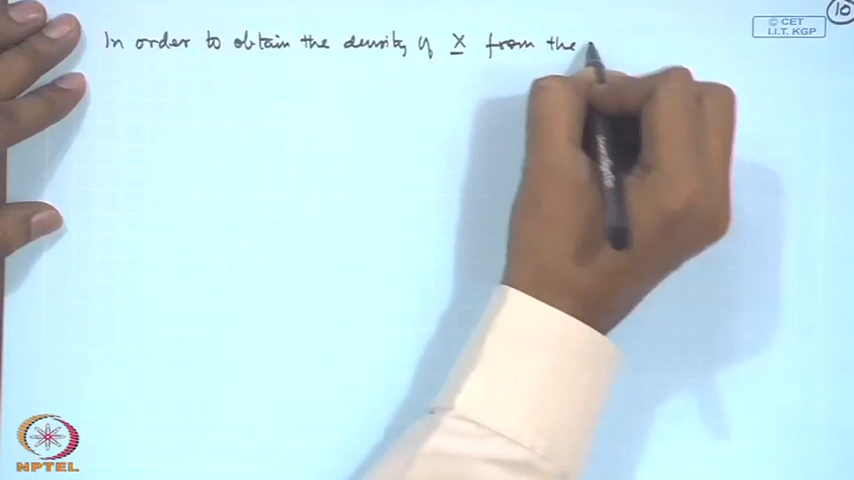 10
© CET
I.I.T. KGP
In order to obtain the density of X from the
NPTEL